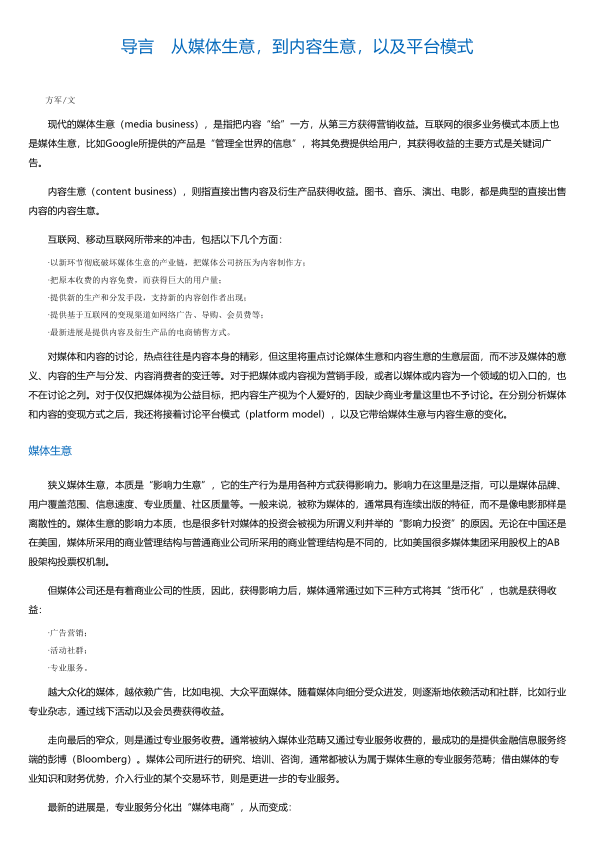 导言　从媒体生意，到内容生意，以及平台模式
方军/文
现代的媒体生意（media business），是指把内容“给”一方，从第三方获得营销收益。互联网的很多业务模式本质上也
是媒体生意，比如Google所提供的产品是“管理全世界的信息”，将其免费提供给用户，其获得收益的主要方式是关键词广
告。
内容生意（content business），则指直接出售内容及衍生产品获得收益。图书、音乐、演出、电影，都是典型的直接出售
内容的内容生意。
互联网、移动互联网所带来的冲击，包括以下几个方面：
·以新环节彻底破坏媒体生意的产业链，把媒体公司挤压为内容制作方；
·把原本收费的内容免费，而获得巨大的用户量；
·提供新的生产和分发手段，支持新的内容创作者出现；
·提供基于互联网的变现渠道如网络广告、导购、会员费等；
·最新进展是提供内容及衍生产品的电商销售方式。
对媒体和内容的讨论，热点往往是内容本身的精彩，但这里将重点讨论媒体生意和内容生意的生意层面，而不涉及媒体的意
义、内容的生产与分发、内容消费者的变迁等。对于把媒体或内容视为营销手段，或者以媒体或内容为一个领域的切入口的，也
不在讨论之列。对于仅仅把媒体视为公益目标，把内容生产视为个人爱好的，因缺少商业考量这里也不予讨论。在分别分析媒体
和内容的变现方式之后，我还将接着讨论平台模式（platform model），以及它带给媒体生意与内容生意的变化。
媒体生意
狭义媒体生意，本质是“影响力生意”，它的生产行为是用各种方式获得影响力。影响力在这里是泛指，可以是媒体品牌、
用户覆盖范围、信息速度、专业质量、社区质量等。一般来说，被称为媒体的，通常具有连续出版的特征，而不是像电影那样是
离散性的。媒体生意的影响力本质，也是很多针对媒体的投资会被视为所谓义利并举的“影响力投资”的原因。无论在中国还是
在美国，媒体所采用的商业管理结构与普通商业公司所采用的商业管理结构是不同的，比如美国很多媒体集团采用股权上的AB
股架构投票权机制。
但媒体公司还是有着商业公司的性质，因此，获得影响力后，媒体通常通过如下三种方式将其“货币化”，也就是获得收
益：
·广告营销；
·活动社群；
·专业服务。
越大众化的媒体，越依赖广告，比如电视、大众平面媒体。随着媒体向细分受众进发，则逐渐地依赖活动和社群，比如行业
专业杂志，通过线下活动以及会员费获得收益。
走向最后的窄众，则是通过专业服务收费。通常被纳入媒体业范畴又通过专业服务收费的，最成功的是提供金融信息服务终
端的彭博（Bloomberg）。媒体公司所进行的研究、培训、咨询，通常都被认为属于媒体生意的专业服务范畴；借由媒体的专
业知识和财务优势，介入行业的某个交易环节，则是更进一步的专业服务。
最新的进展是，专业服务分化出“媒体电商”，从而变成：